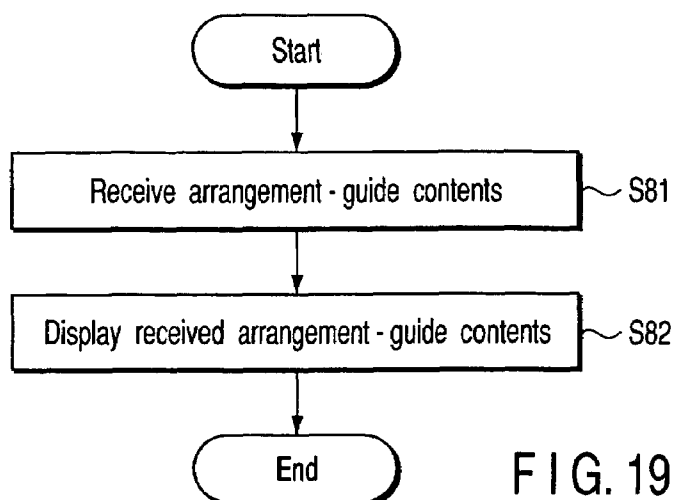 Start
Receive arrangement - guide contents
S81
Display received arrangement - guide contents
S82
End
FIG. 19